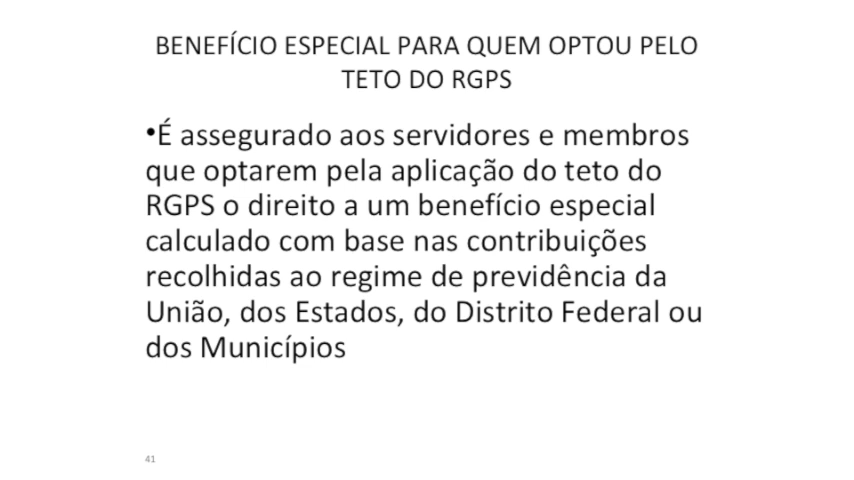 BENEFÍCIO ESPECIAL PARA QUEM OPTOU PELO
TETO DO RGPS
•É assegurado aos servidores e membros
que optarem pela aplicação do teto do
RGPS o direito a um benefício especial
calculado com base nas contribuições
recolhidas ao regime de previdência da
União, dos Estados, do Distrito Federal ou
dos Municípios
41